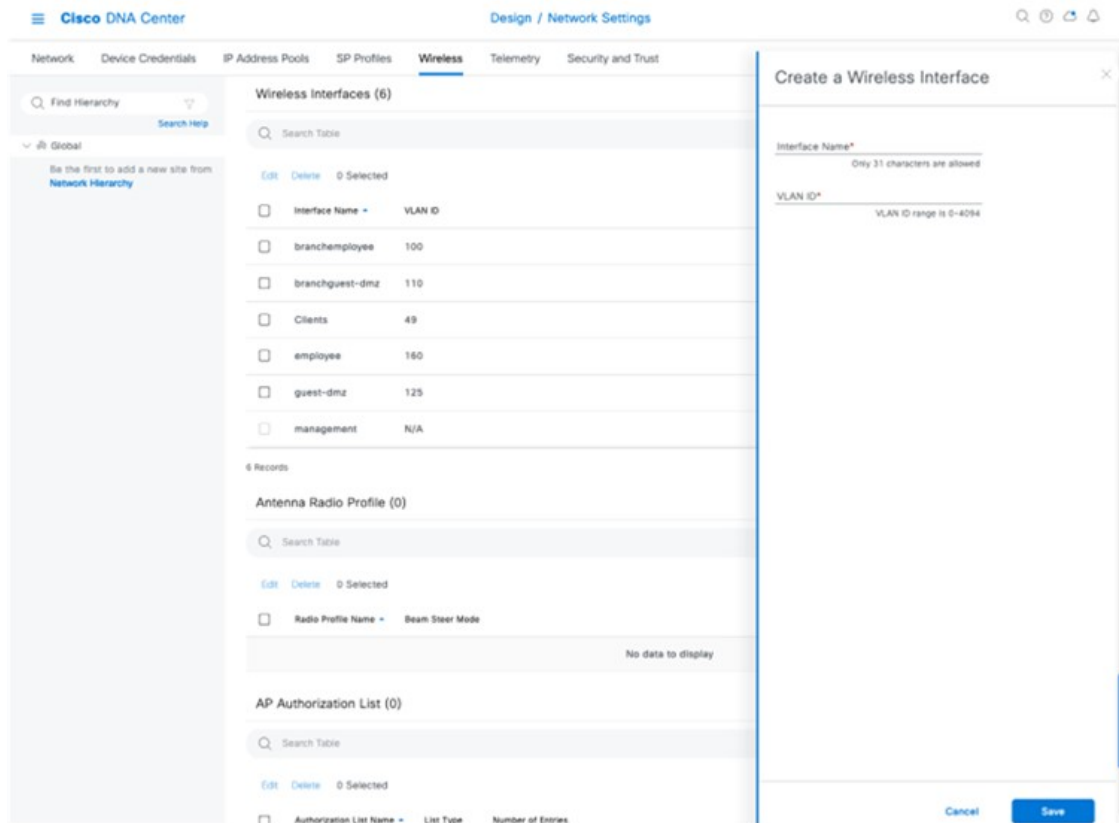 Cisco DNA Center
Design / Network Settings
Network Device Credentials IP Address Pools SP Profiles Wireless Telemetry Security and Trust
Find Hierarchy
Search Help
Global
Be the first to add a new site from
Network Hierarchy
Wireless Interfaces (6)
Search Table
Edit Delete 0 Selected
Interface Name VLAN ID
branchemployee 100
branchguest-dmz 110
Clients 49
employee 160
guest-dmz 125
management N/A
6 Records
Antenna Radio Profile (0)
Search Table
Edit Delete 0 Selected
Radio Profile Name Beam Steer Mode
No data to display
AP Authorization List (0)
Search Table
Edit Delete 0 Selected
Authorization List Name List Type Number of Entries
Create a Wireless Interface
Interface Name*
Only 31 characters are allowed
VLAN ID*
VLAN ID range is 0-4094
Cancel Save